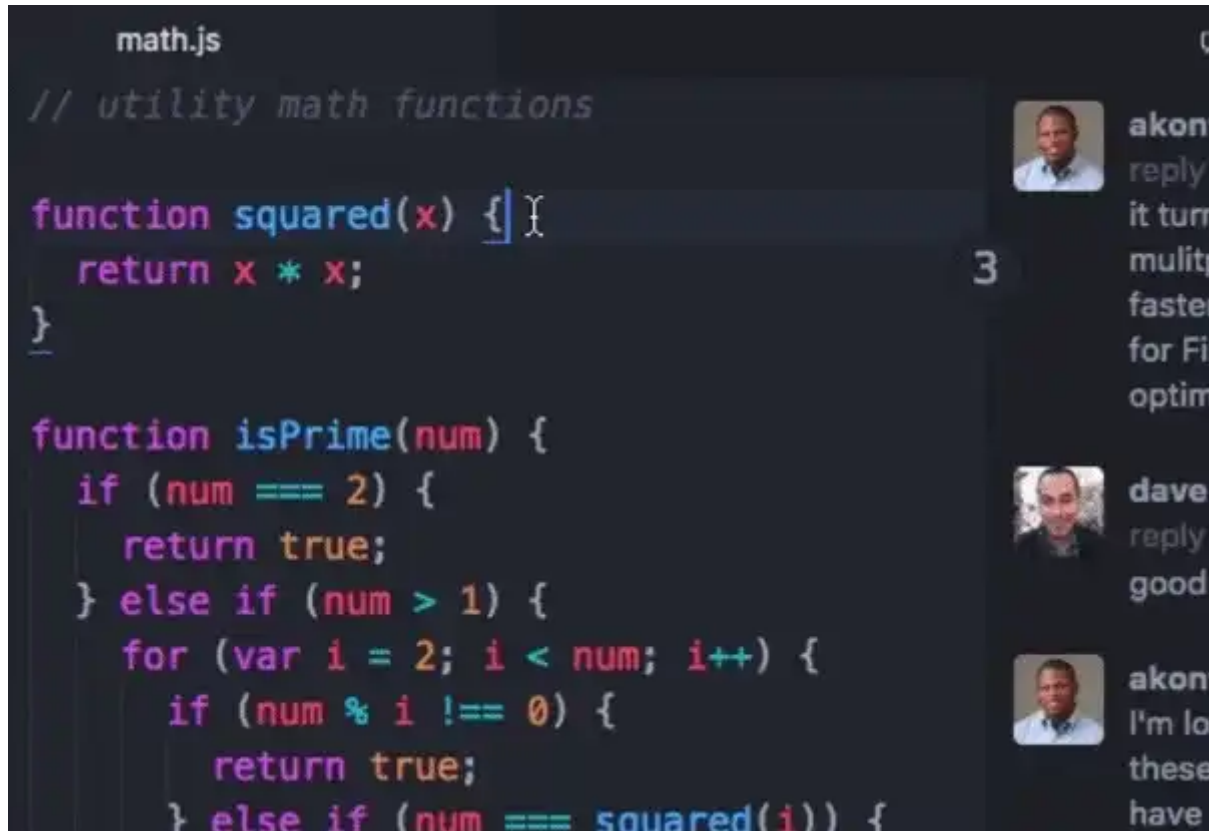 math.js
// utility math functions
function squared(x) {
return x * x;
}
function isPrime(num) {
if (num === 2) {
return true;
} else if (num > 1) {
for (var i = 2; i < num; i++) {
if (num % i !== 0) {
return true;
} else if (num === squared(i)) {
3
akon
reply
it turn
mulitp
faster
for Fi
optim
dave
reply
good
akon
I'm lo
these
have